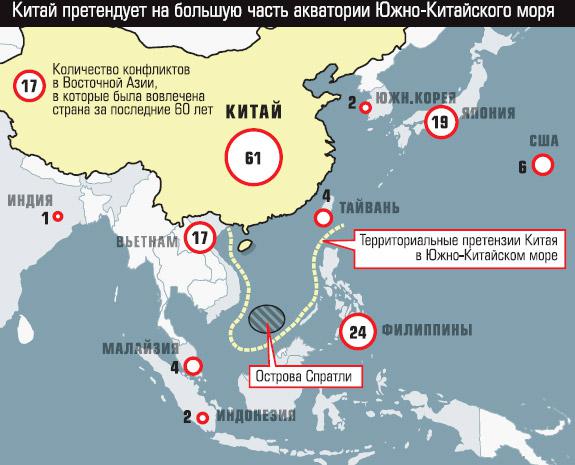 Китай претендует на большую часть акватории Южно-Китайского моря
17
Количество конфликтов
в Восточной Азии,
в которые была вовлечена
страна за последние 60 лет
КИТАЙ
61
2
ЮЖН.КОРЕЯ
19
ЯПОНИЯ
США
6
ИНДИЯ
1
4
ТАЙВАНЬ
ВЬЕТНАМ
17
Территориальные претензии Китая
в Южно-Китайском море
24
ФИЛИППИНЫ
МАЛАЙЗИЯ
4
Острова Спратли
2
ИНДОНЕЗИЯ